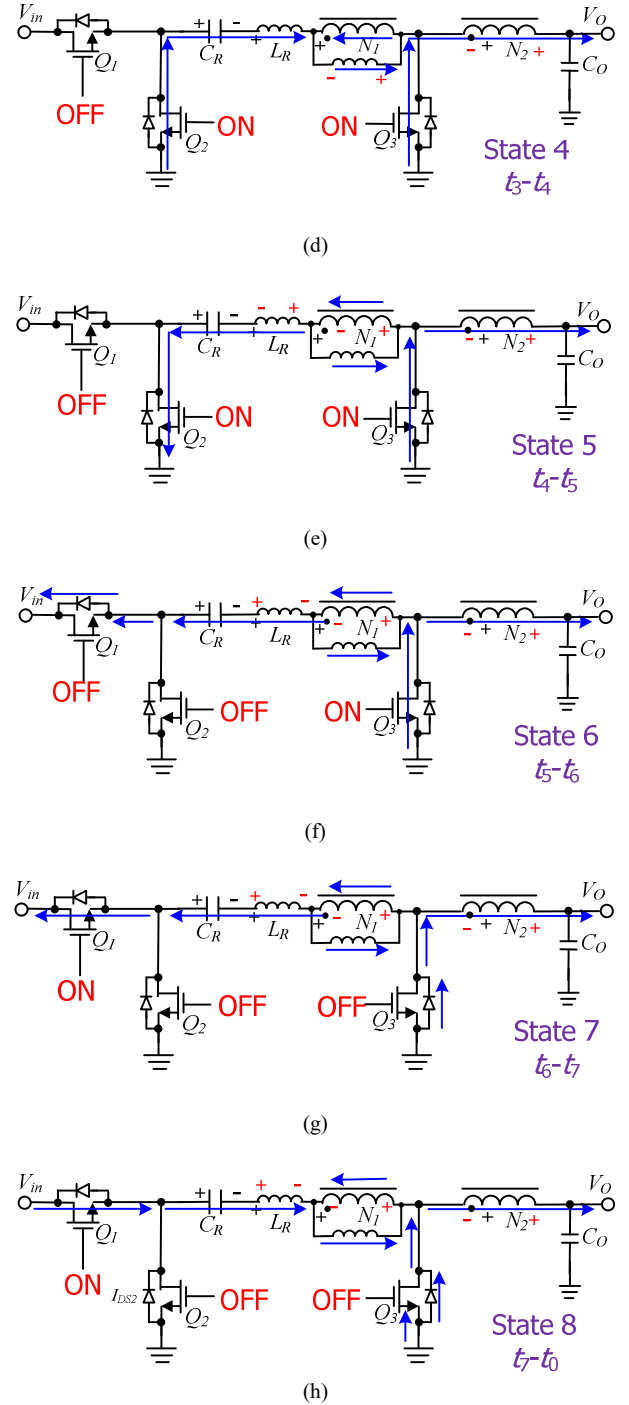 Vin
Q1
OFF
+ - CR
+ LR
+ N1
- +
- + N2 +
VO
CO
Q2
ON
ON
Q3
State 4
t3-t4
(d)
Vin
Q1
OFF
+ - CR
- + + LR
+ - N1 +
- + N2 +
VO
CO
Q2
ON
ON
Q3
State 5
t4-t5
(e)
Vin
Q1
OFF
+ - CR
+ - + LR
+ - N1 +
- + N2 +
VO
CO
Q2
OFF
ON
Q3
State 6
t5-t6
(f)
Vin
Q1
ON
+ - CR
+ - + LR
+ - N1 +
- + N2 +
VO
CO
Q2
OFF
OFF
Q3
State 7
t6-t7
(g)
Vin
Q1
ON
+ - CR
+ - + LR
+ - N1 +
- + N2 +
VO
CO
IDS2
Q2
OFF
OFF
Q3
State 8
t7-t0
(h)